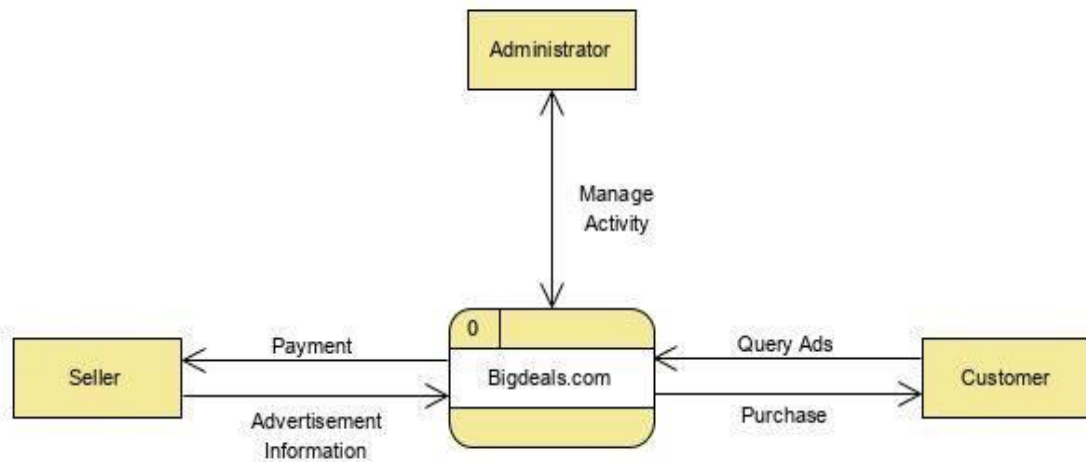 Administrator
Manage
Activity
0
Bigdeals.com
Payment
Seller
Advertisement
Information
Query Ads
Customer
Purchase